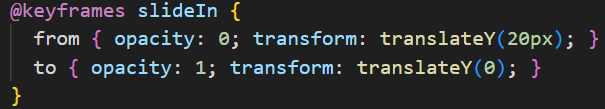 @keyframes slideIn {
  from { opacity: 0; transform: translateY(20px); }
  to { opacity: 1; transform: translateY(0); }
}